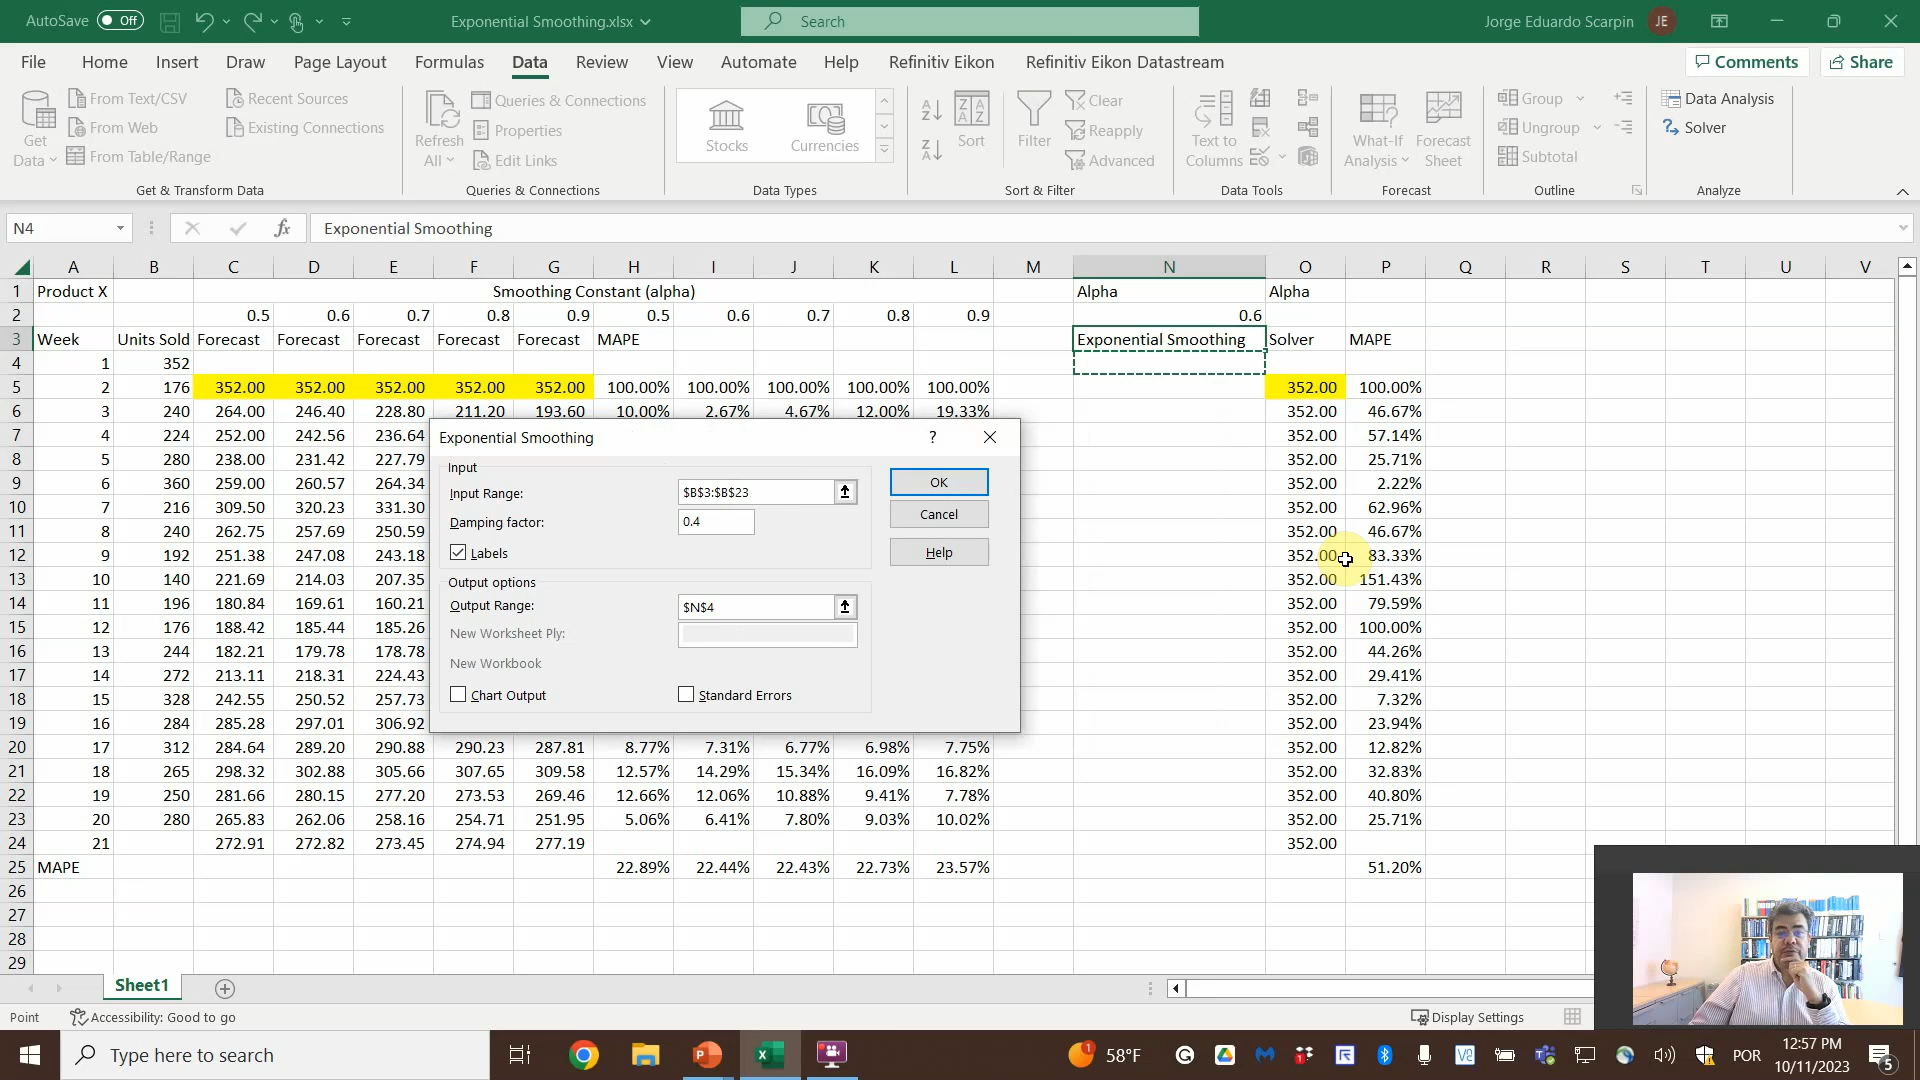 AutoSave Off Exponential Smoothing.xlsx Search Jorge Eduardo Scarpin JE
File Home Insert Draw Page Layout Formulas Data Review View Automate Help Refinitiv Eikon Refinitiv Eikon Datastream Comments Share
Get Data From Text/CSV From Web From Table/Range Recent Sources Existing Connections
Get & Transform Data
Refresh All Queries & Connections Properties Edit Links
Queries & Connections
Stocks Currencies
Data Types
Sort Filter Clear Reapply Advanced
Sort & Filter
Text to Columns
Data Tools
What-If Analysis Forecast Sheet
Forecast
Group Ungroup Subtotal
Outline
Data Analysis Solver
Analyze
N4 fx Exponential Smoothing
A B C D E F G H I J K L M N O P Q R S T U V
1 Product X Smoothing Constant (alpha) Alpha Alpha
2 0.5 0.6 0.7 0.8 0.9 0.5 0.6 0.7 0.8 0.9 0.6
3 Week Units Sold Forecast Forecast Forecast Forecast Forecast MAPE Exponential Smoothing Solver MAPE
4 1 352
5 2 176 352.00 352.00 352.00 352.00 352.00 100.00% 100.00% 100.00% 100.00% 100.00% 352.00 100.00%
6 3 240 264.00 246.40 228.80 211.20 193.60 10.00% 2.67% 4.67% 12.00% 19.33% 352.00 46.67%
7 4 224 252.00 242.56 236.64 352.00 57.14%
8 5 280 238.00 231.42 227.79 352.00 25.71%
9 6 360 259.00 260.57 264.34 352.00 2.22%
10 7 216 309.50 320.23 331.30 352.00 62.96%
11 8 240 262.75 257.69 250.59 352.00 46.67%
12 9 192 251.38 247.08 243.18 352.00 83.33%
13 10 140 221.69 214.03 207.35 352.00 151.43%
14 11 196 180.84 169.61 160.21 352.00 79.59%
15 12 176 188.42 185.44 185.26 352.00 100.00%
16 13 244 182.21 179.78 178.78 352.00 44.26%
17 14 272 213.11 218.31 224.43 352.00 29.41%
18 15 328 242.55 250.52 257.73 352.00 7.32%
19 16 284 285.28 297.01 306.92 352.00 23.94%
20 17 312 284.64 289.20 290.88 290.23 287.81 8.77% 7.31% 6.77% 6.98% 7.75% 352.00 12.82%
21 18 265 298.32 302.88 305.66 307.65 309.58 12.57% 14.29% 15.34% 16.09% 16.82% 352.00 32.83%
22 19 250 281.66 280.15 277.20 273.53 269.46 12.66% 12.06% 10.88% 9.41% 7.78% 352.00 40.80%
23 20 280 265.83 262.06 258.16 254.71 251.95 5.06% 6.41% 7.80% 9.03% 10.02% 352.00 25.71%
24 21 272.91 272.82 273.45 274.94 277.19 352.00
25 MAPE 22.89% 22.44% 22.43% 22.73% 23.57% 51.20%
26
27
28
29
Exponential Smoothing ?
Input
Input Range: $B$3:$B$23 OK
Damping factor: 0.4 Cancel
Labels Help
Output options
Output Range: $N$4
New Worksheet Ply:
New Workbook
Chart Output Standard Errors
Sheet1
Point Accessibility: Good to go Display Settings
Type here to search 1 58°F POR 12:57 PM
10/11/2023 5